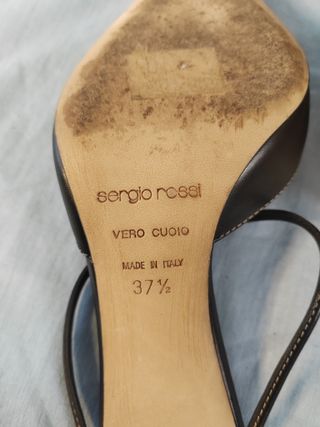 sergio rossi
VERO CUOIO
MADE IN ITALY
37½